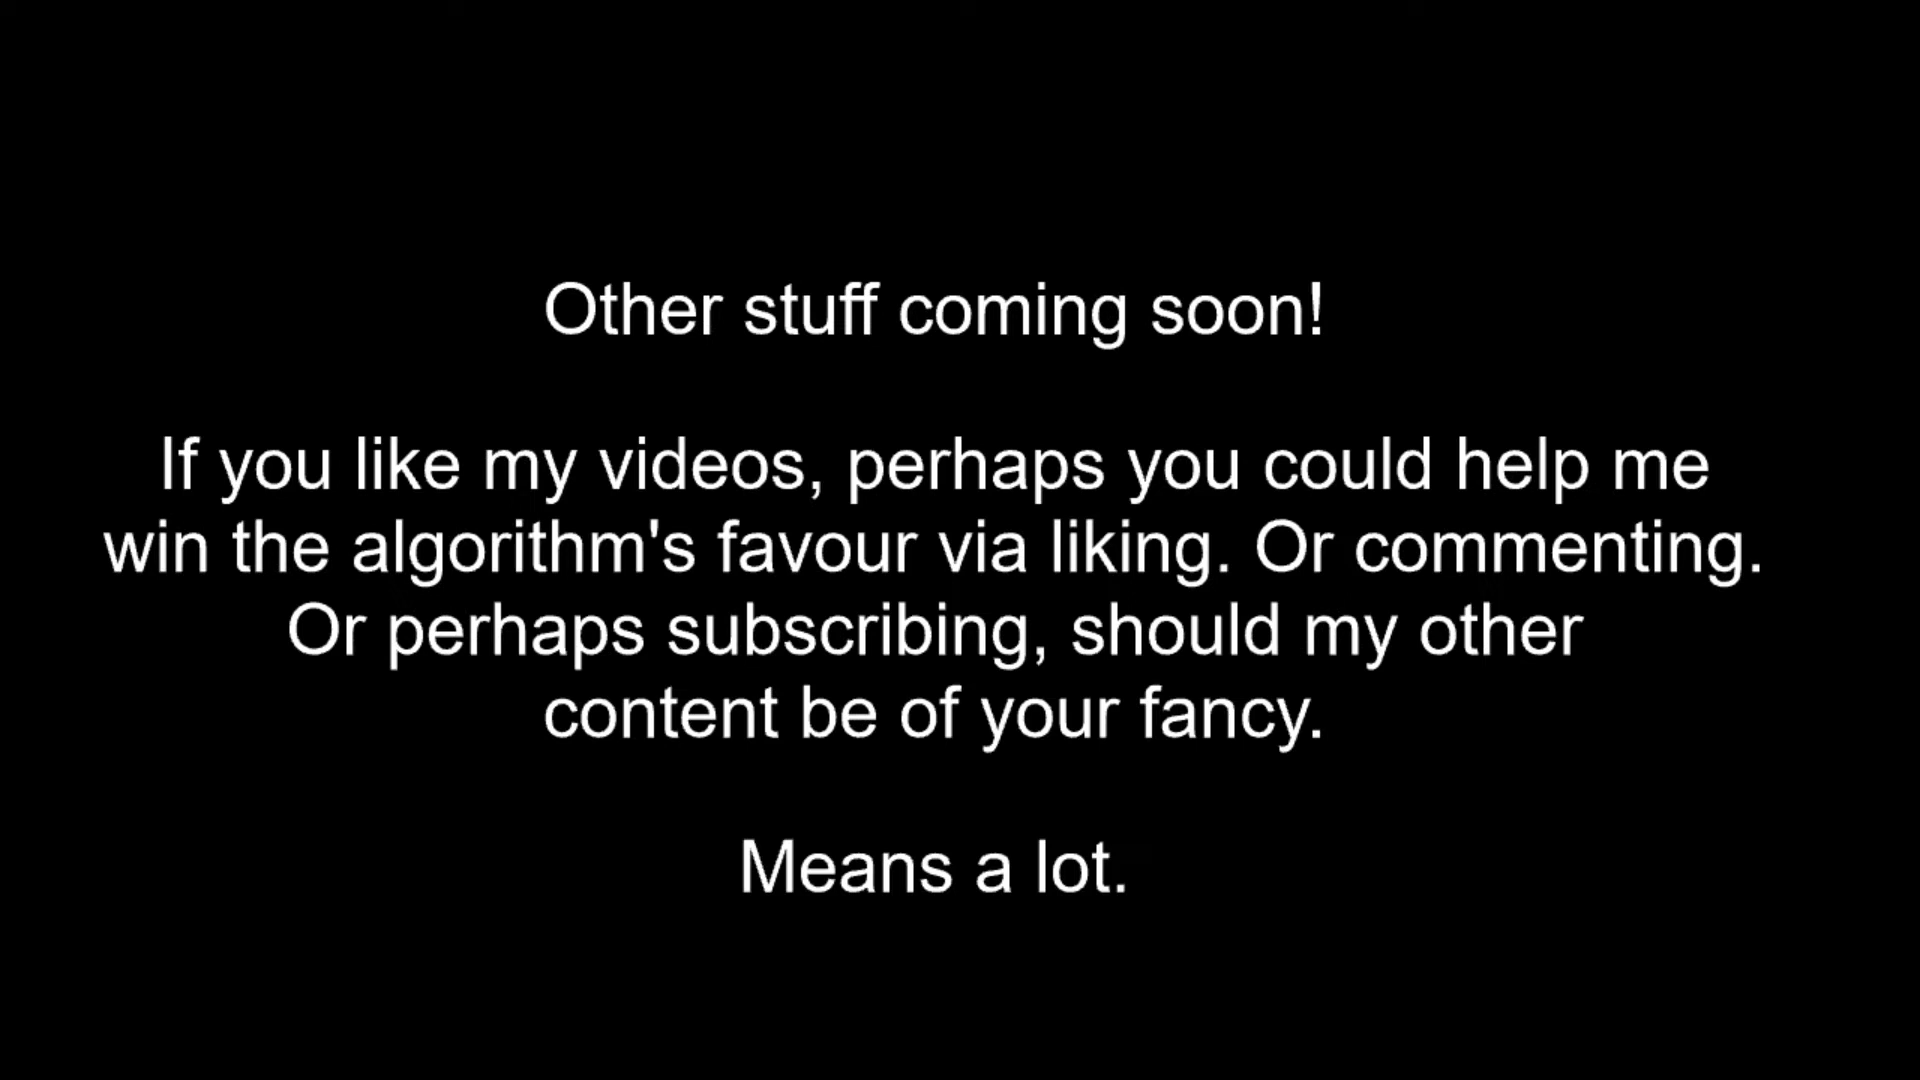 Other stuff coming soon!
If you like my videos, perhaps you could help me
win the algorithm's favour via liking. Or commenting.
Or perhaps subscribing, should my other
content be of your fancy.
Means a lot.